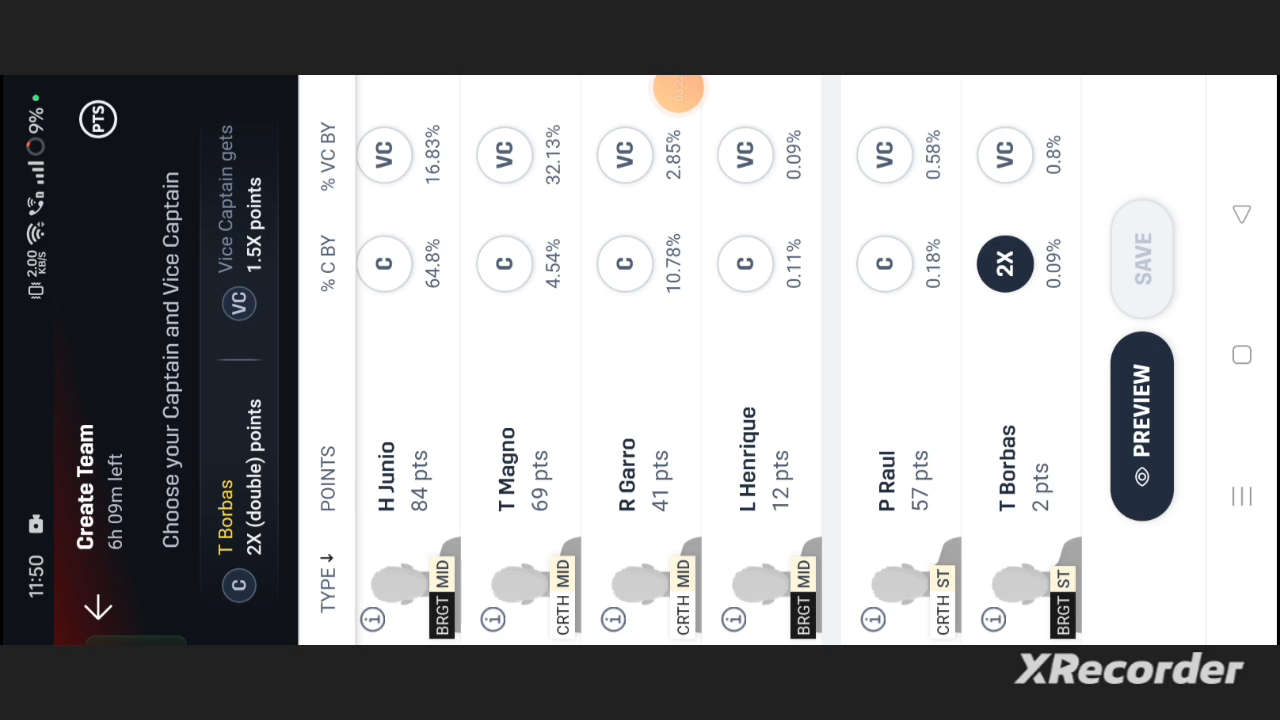 11:50
2.00 KB/S
9%
Create Team
6h 09m left
PTS
Choose your Captain and Vice Captain
C
T Borbas
2X (double) points
VC
Vice Captain gets
1.5X points
TYPE ↓ POINTS % C BY % VC BY
H Junio
84 pts
BRGT MID
C
64.8%
VC
16.83%
T Magno
69 pts
CRTH MID
C
4.54%
VC
32.13%
R Garro
41 pts
CRTH MID
C
10.78%
VC
2.85%
L Henrique
12 pts
BRGT MID
C
0.11%
VC
0.09%
P Raul
57 pts
CRTH ST
C
0.18%
VC
0.58%
T Borbas
2 pts
BRGT ST
2X
0.09%
VC
0.8%
PREVIEW
SAVE
XRecorder